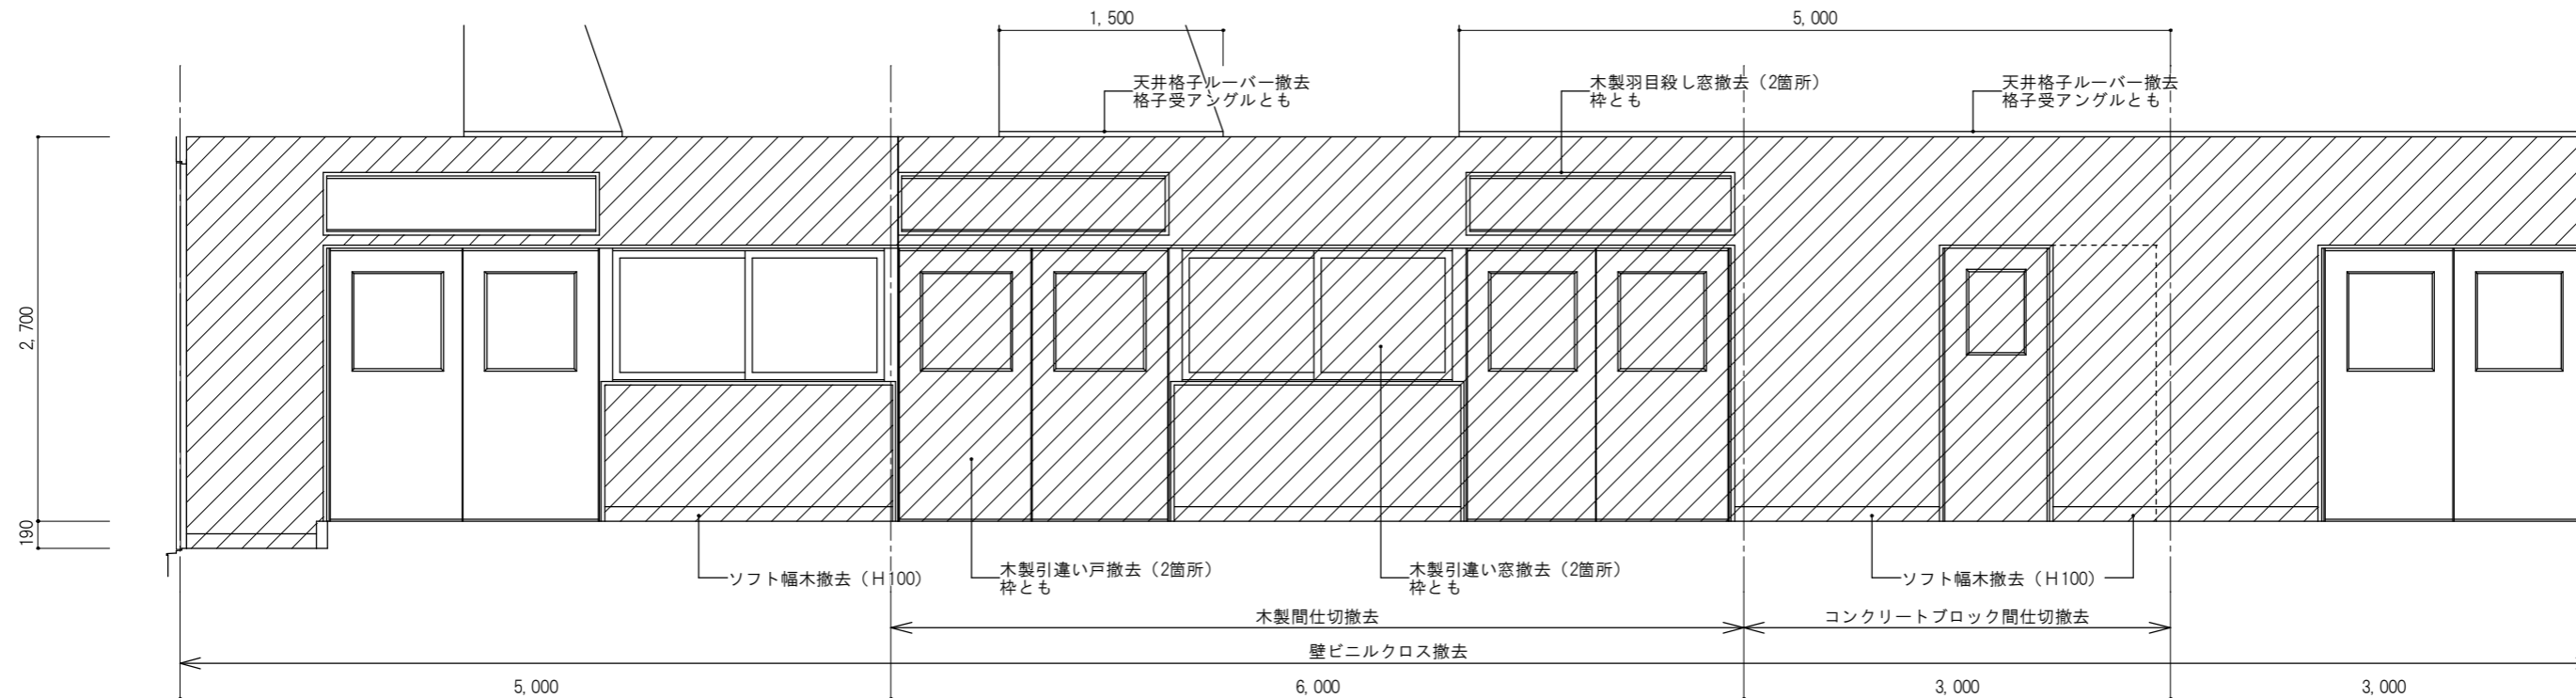 1,500
5,000
天井格子ルーバー撤去
格子受アングルとも
木製羽目殺し窓撤去（2箇所）
枠とも
天井格子ルーバー撤去
格子受アングルとも
2,700
190
ソフト幅木撤去（H100）
木製引違い戸撤去（2箇所）
枠とも
木製引違い窓撤去（2箇所）
枠とも
ソフト幅木撤去（H100）
木製間仕切撤去
コンクリートブロック間仕切撤去
壁ビニルクロス撤去
5,000
6,000
3,000
3,000